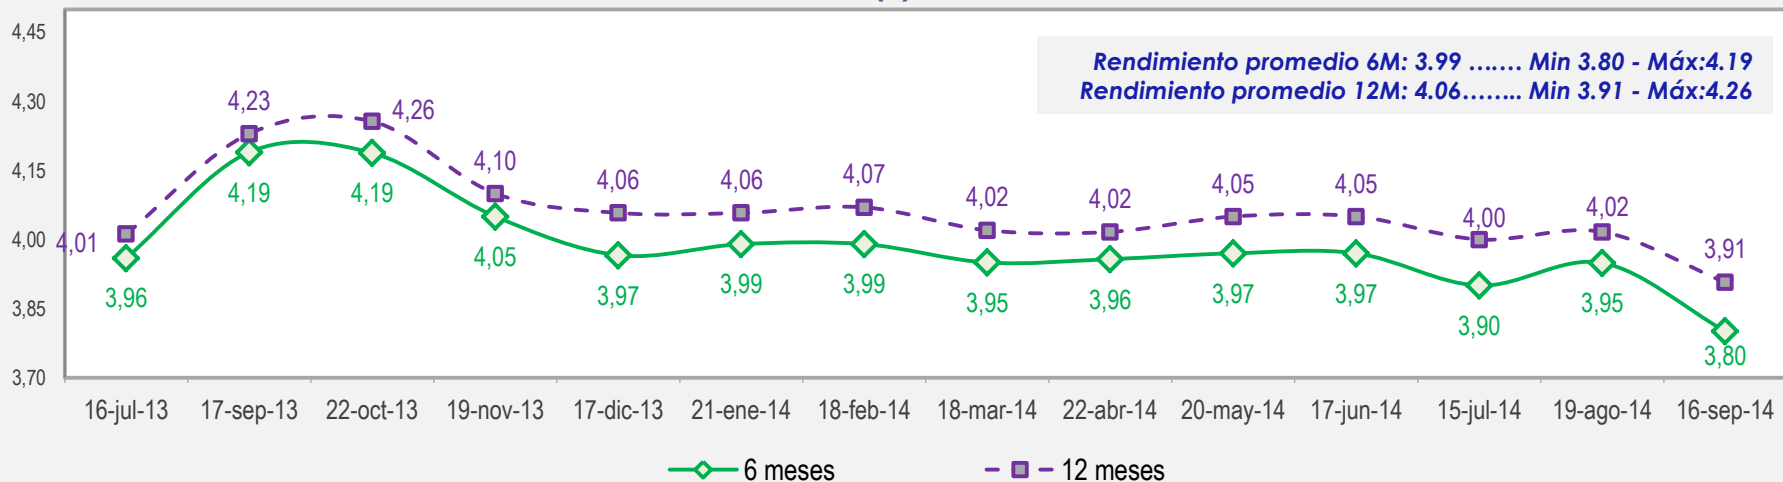 4,45
4,30
4,15
4,00
3,85
3,70
Rendimiento promedio 6M: 3.99 ....... Min 3.80 - Máx:4.19
Rendimiento promedio 12M: 4.06........ Min 3.91 - Máx:4.26
4,01 4,23 4,26 4,10 4,06 4,06 4,07 4,02 4,02 4,05 4,05 4,00 4,02 3,91
3,96 4,19 4,19 4,05 3,97 3,99 3,99 3,95 3,96 3,97 3,97 3,90 3,95 3,80
16-jul-13 17-sep-13 22-oct-13 19-nov-13 17-dic-13 21-ene-14 18-feb-14 18-mar-14 22-abr-14 20-may-14 17-jun-14 15-jul-14 19-ago-14 16-sep-14
6 meses 12 meses